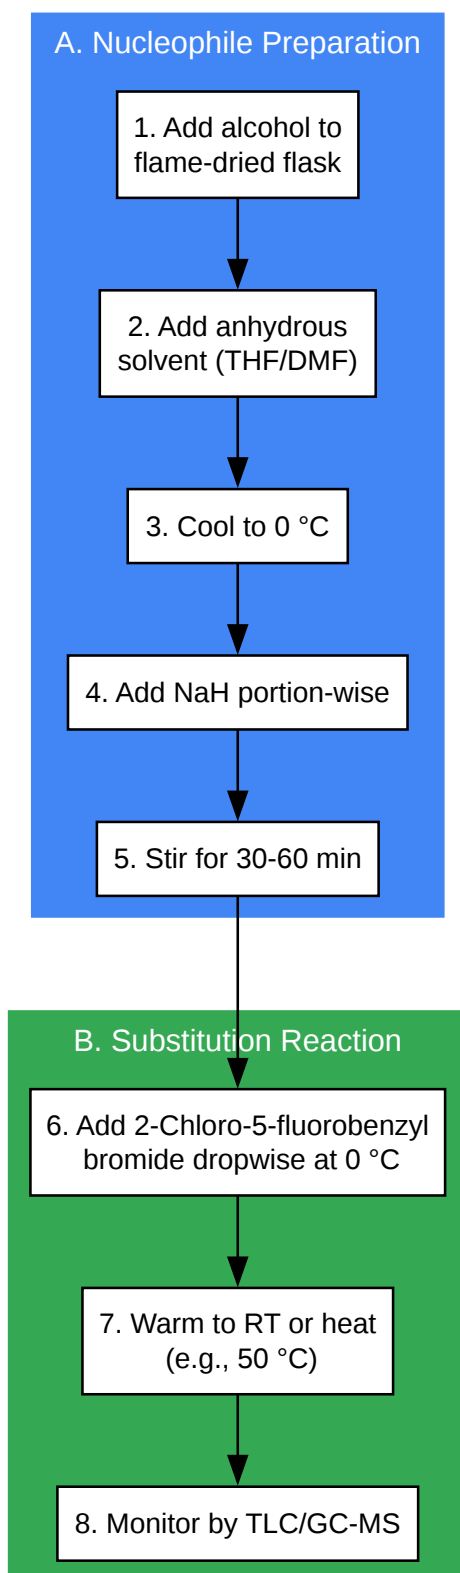 A. Nucleophile Preparation
1. Add alcohol to
flame-dried flask
2. Add anhydrous
solvent (THF/DMF)
3. Cool to 0 °C
4. Add NaH portion-wise
5. Stir for 30-60 min
B. Substitution Reaction
6. Add 2-Chloro-5-fluorobenzyl
bromide dropwise at 0 °C
7. Warm to RT or heat
(e.g., 50 °C)
8. Monitor by TLC/GC-MS